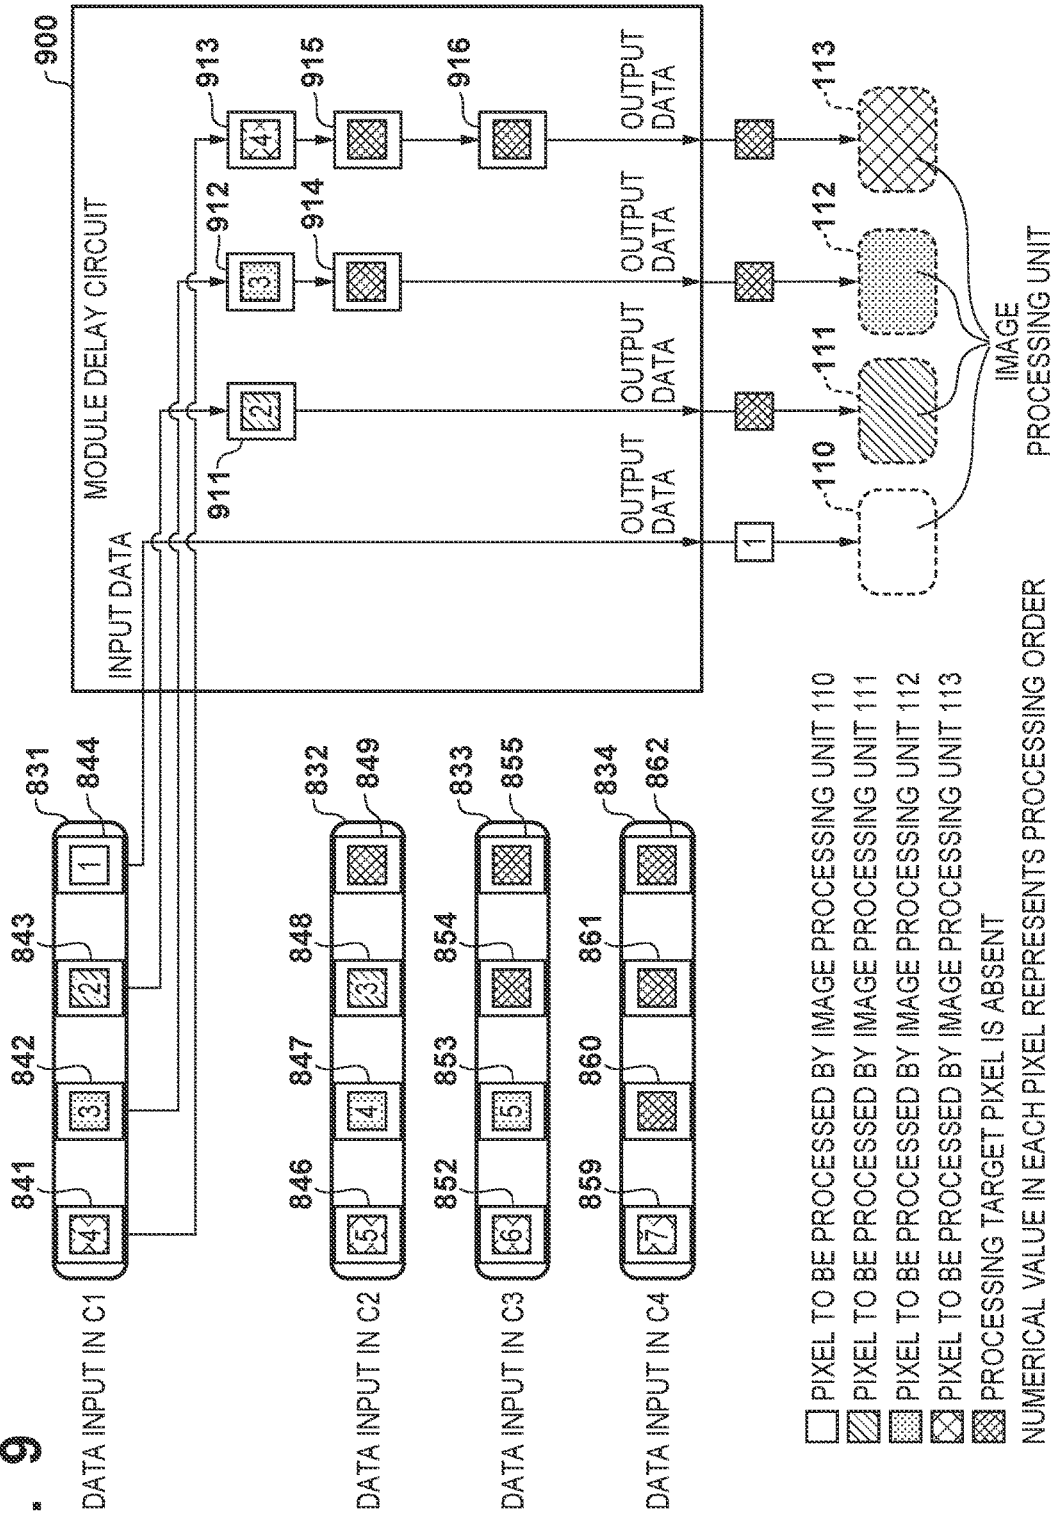 . 9
900
MODULE DELAY CIRCUIT
INPUT DATA
DATA INPUT IN C1
841
4
842
3
843
2
831
844
1
911
2
912
3
914
913
4
915
916
DATA INPUT IN C2
846
5
847
4
848
3
832
849
DATA INPUT IN C3
852
6
853
5
854
833
855
DATA INPUT IN C4
859
7
860
861
834
862
OUTPUT
DATA
OUTPUT
DATA
OUTPUT
DATA
OUTPUT
DATA
1
110
111
112
113
IMAGE
PROCESSING UNIT
PIXEL TO BE PROCESSED BY IMAGE PROCESSING UNIT 110
PIXEL TO BE PROCESSED BY IMAGE PROCESSING UNIT 111
PIXEL TO BE PROCESSED BY IMAGE PROCESSING UNIT 112
PIXEL TO BE PROCESSED BY IMAGE PROCESSING UNIT 113
PROCESSING TARGET PIXEL IS ABSENT
NUMERICAL VALUE IN EACH PIXEL REPRESENTS PROCESSING ORDER